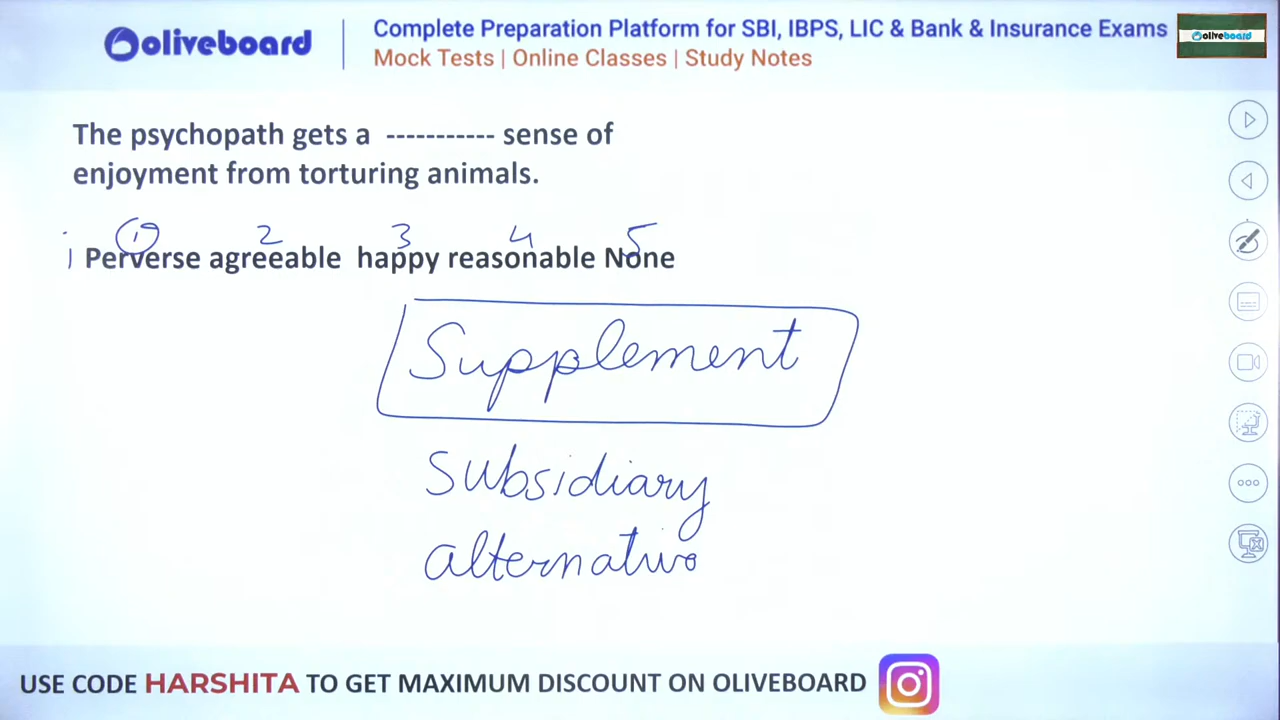 oliveboard
Complete Preparation Platform for SBI, IBPS, LIC & Bank & Insurance Exams
Mock Tests | Online Classes | Study Notes
oliveboard
The psychopath gets a ----------- sense of
enjoyment from torturing animals.
1 2 3 4 5
Perverse agreeable happy reasonable None
Supplement
Subsidiary
alternative
USE CODE HARSHITA TO GET MAXIMUM DISCOUNT ON OLIVEBOARD